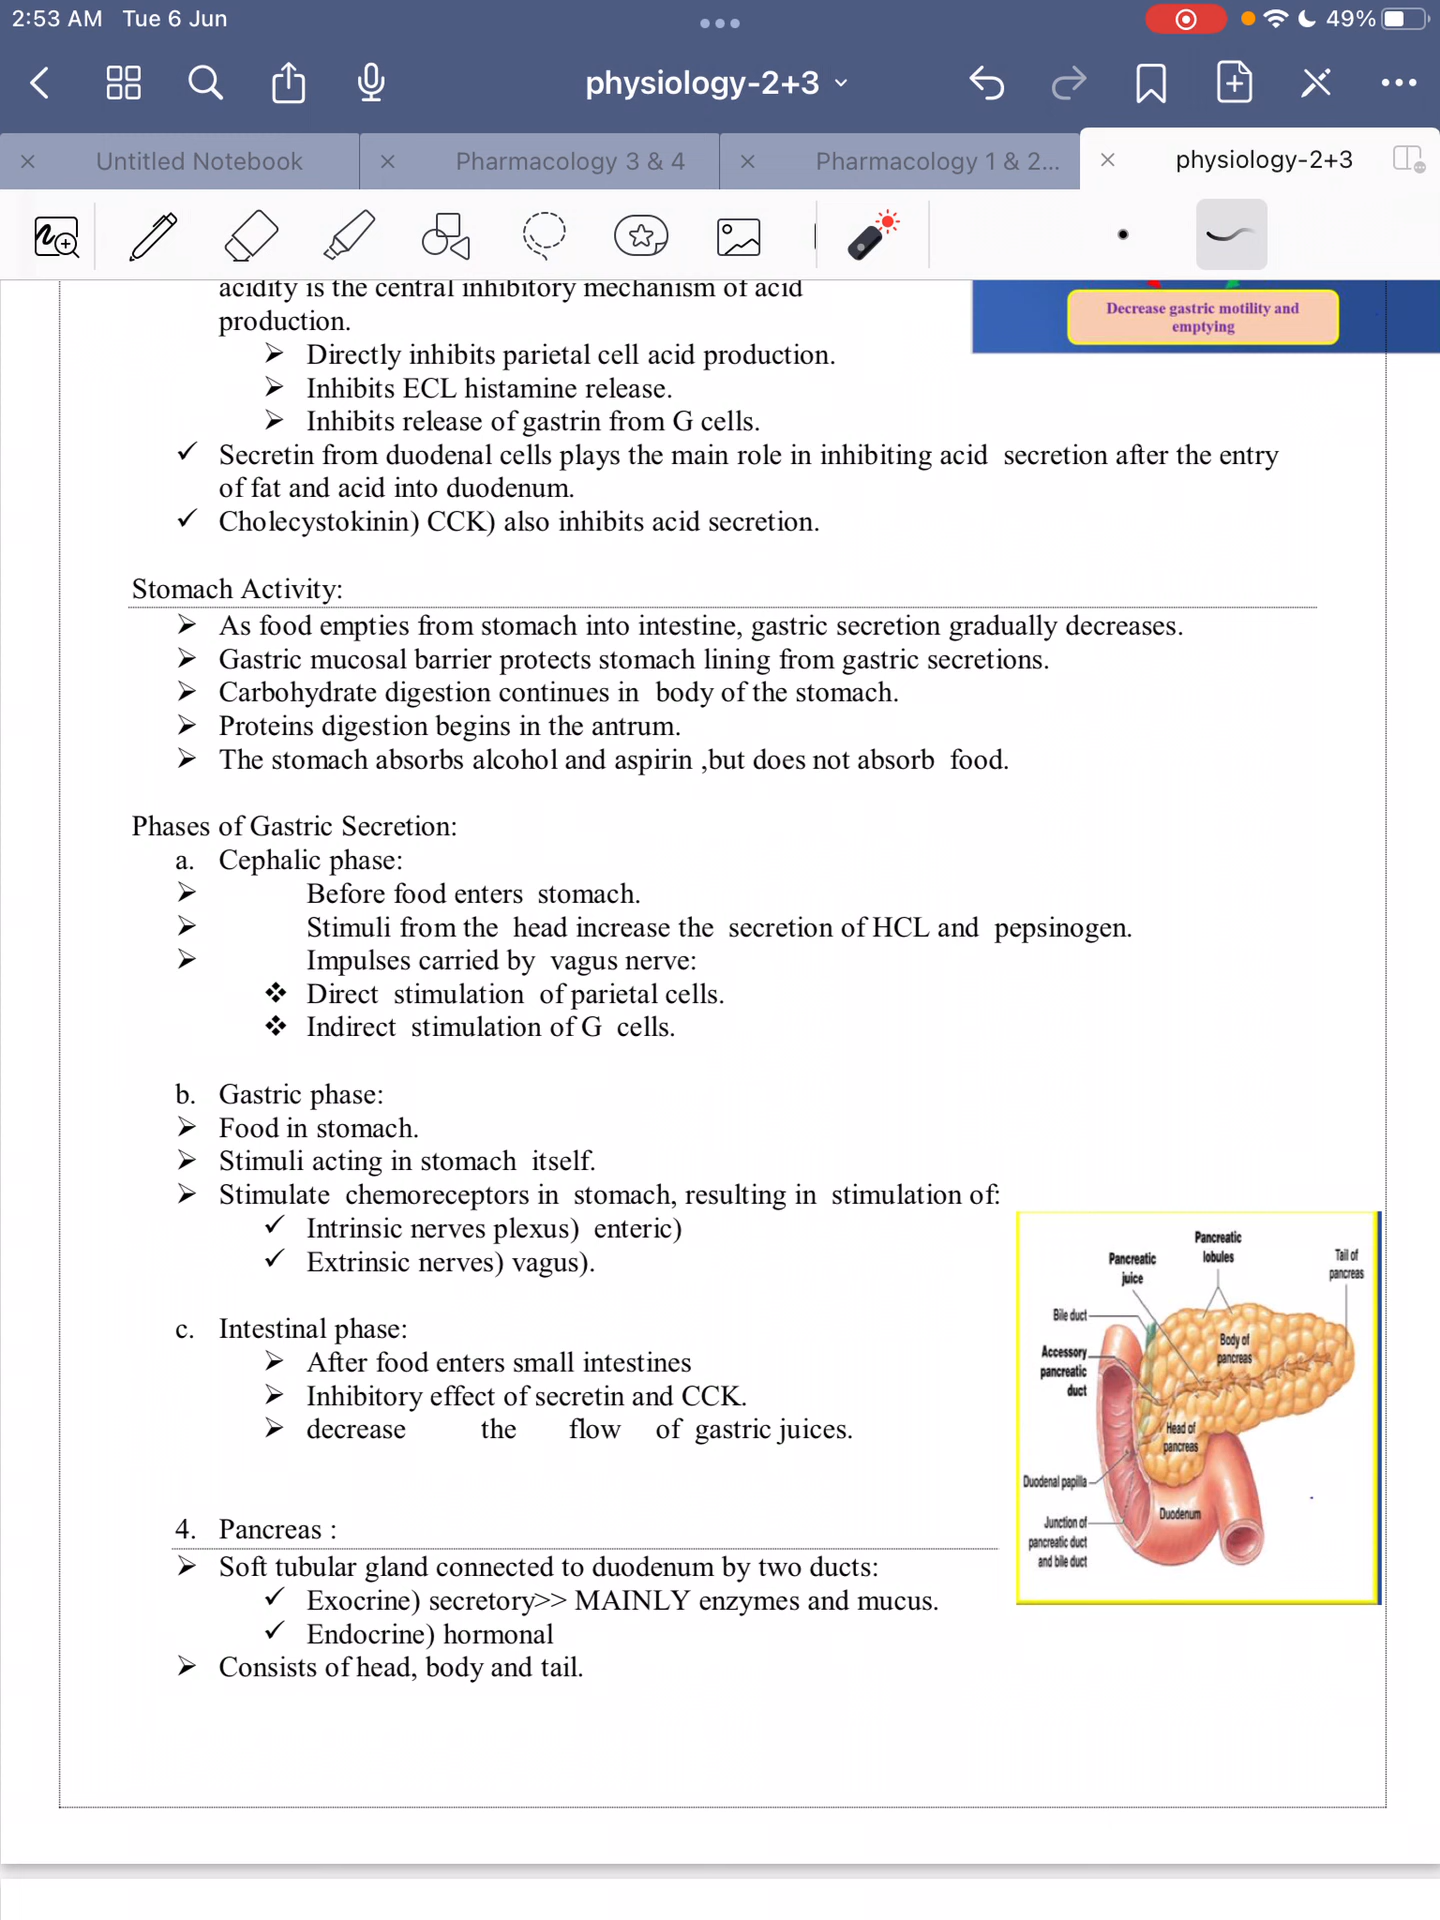 2:53 AM Tue 6 Jun
49%
physiology-2+3
Untitled Notebook
Pharmacology 3 & 4
Pharmacology 1 & 2...
physiology-2+3
acidity is the central inhibitory mechanism of acid
production.
Directly inhibits parietal cell acid production.
Inhibits ECL histamine release.
Inhibits release of gastrin from G cells.
Decrease gastric motility and
emptying
Secretin from duodenal cells plays the main role in inhibiting acid secretion after the entry
of fat and acid into duodenum.
Cholecystokinin) CCK) also inhibits acid secretion.
Stomach Activity:
As food empties from stomach into intestine, gastric secretion gradually decreases.
Gastric mucosal barrier protects stomach lining from gastric secretions.
Carbohydrate digestion continues in body of the stomach.
Proteins digestion begins in the antrum.
The stomach absorbs alcohol and aspirin ,but does not absorb food.
Phases of Gastric Secretion:
a. Cephalic phase:
Before food enters stomach.
Stimuli from the head increase the secretion of HCL and pepsinogen.
Impulses carried by vagus nerve:
Direct stimulation of parietal cells.
Indirect stimulation of G cells.
b. Gastric phase:
Food in stomach.
Stimuli acting in stomach itself.
Stimulate chemoreceptors in stomach, resulting in stimulation of:
Intrinsic nerves plexus) enteric)
Extrinsic nerves) vagus).
c. Intestinal phase:
After food enters small intestines
Inhibitory effect of secretin and CCK.
decrease the flow of gastric juices.
Pancreatic
lobules
Pancreatic
juice
Tail of
pancreas
Bile duct
Body of
pancreas
Accessory
pancreatic
duct
Head of
pancreas
Duodenal papilla
Duodenum
Junction of
pancreatic duct
and bile duct
4. Pancreas :
Soft tubular gland connected to duodenum by two ducts:
Exocrine) secretory>> MAINLY enzymes and mucus.
Endocrine) hormonal
Consists of head, body and tail.